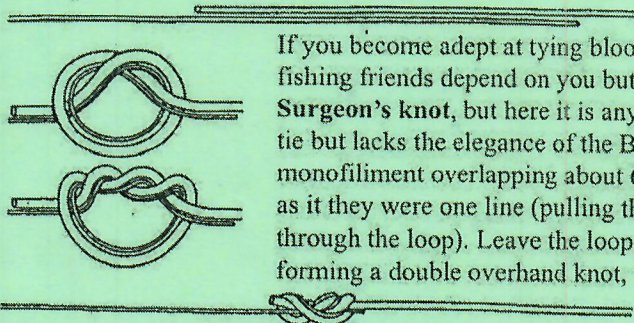 If you become adept at tying bloo
fishing friends depend on you but
Surgeon's knot, but here it is any
tie but lacks the elegance of the B
monofiliment overlapping about
as it they were one line (pulling th
through the loop). Leave the loop
forming a double overhand knot,